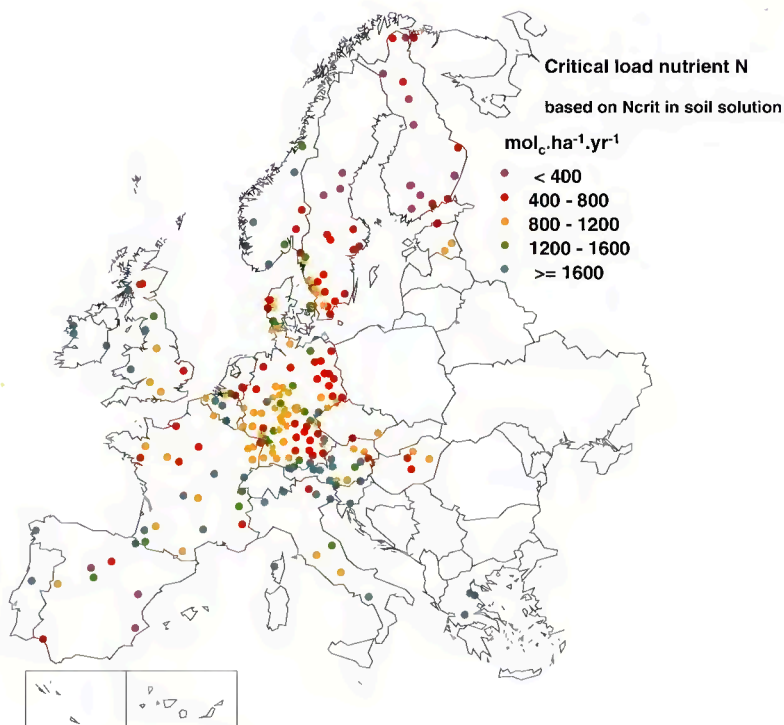 Critical load nutrient N
based on Ncrit in soil solution
molc.ha-1.yr-1
< 400
400 - 800
800 - 1200
1200 - 1600
>= 1600